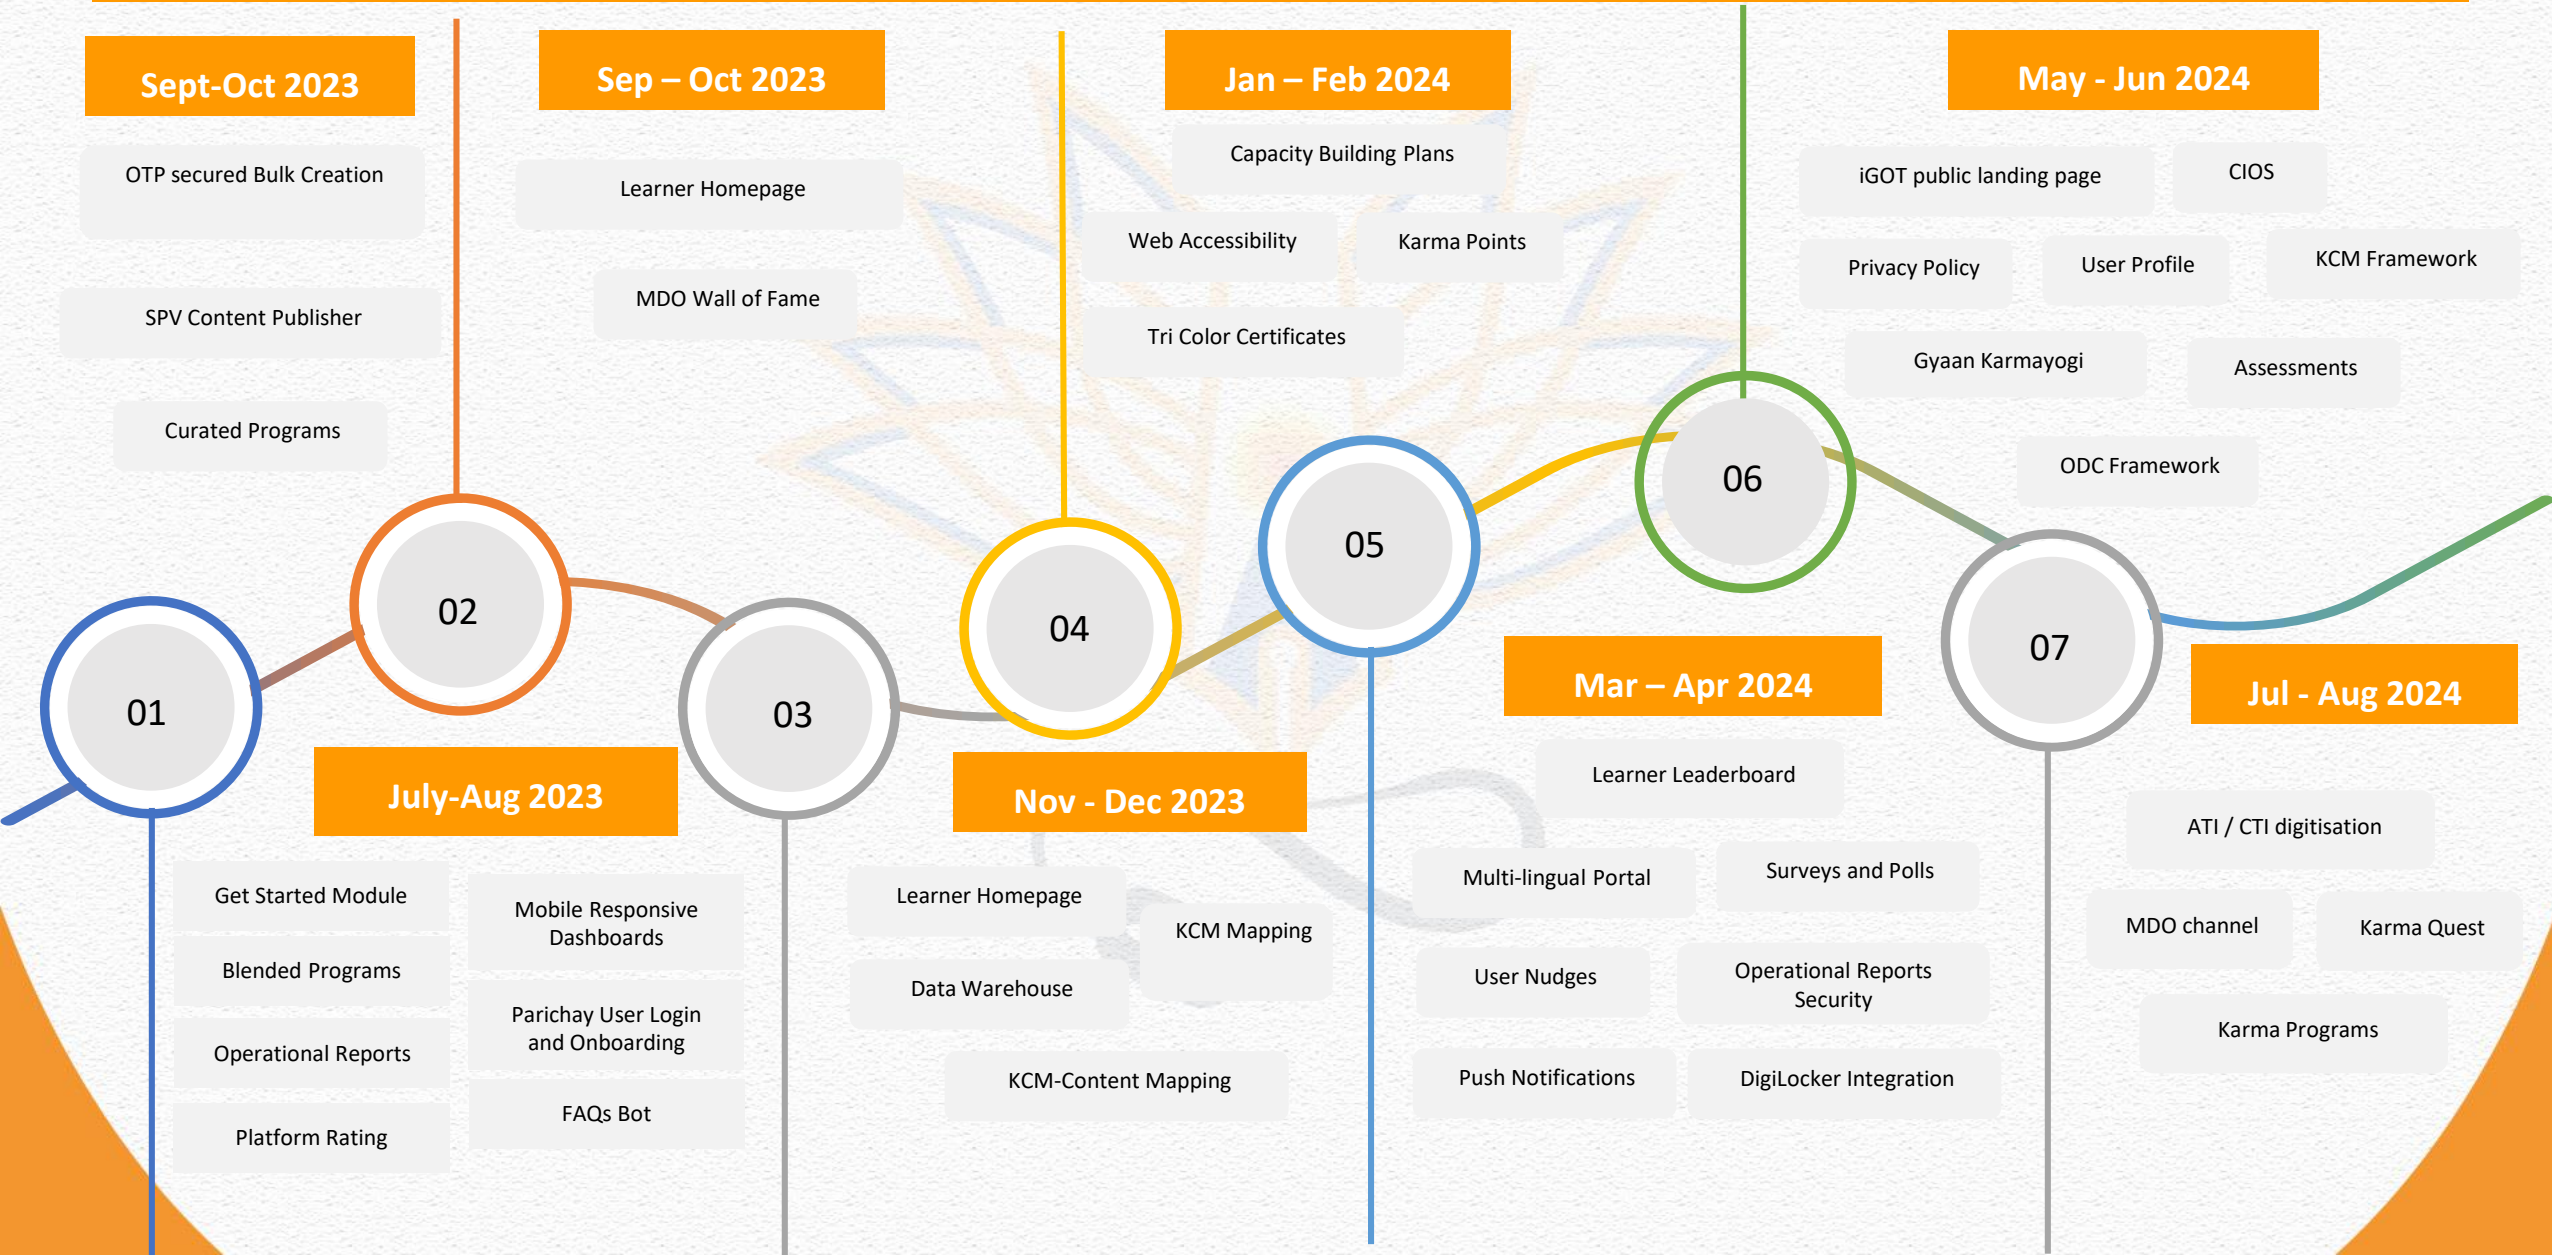 Sept-Oct 2023
OTP secured Bulk Creation
SPV Content Publisher
Curated Programs
Sep – Oct 2023
Learner Homepage
MDO Wall of Fame
Jan – Feb 2024
Capacity Building Plans
Web Accessibility
Karma Points
Tri Color Certificates
May - Jun 2024
iGOT public landing page
CIOS
Privacy Policy
User Profile
KCM Framework
Gyaan Karmayogi
Assessments
ODC Framework
01
02
03
04
05
06
07
July-Aug 2023
Get Started Module
Blended Programs
Operational Reports
Platform Rating
Mobile Responsive
Dashboards
Parichay User Login
and Onboarding
FAQs Bot
Nov - Dec 2023
Learner Homepage
KCM Mapping
Data Warehouse
KCM-Content Mapping
Mar – Apr 2024
Learner Leaderboard
Multi-lingual Portal
Surveys and Polls
User Nudges
Operational Reports
Security
Push Notifications
DigiLocker Integration
Jul - Aug 2024
ATI / CTI digitisation
MDO channel
Karma Quest
Karma Programs